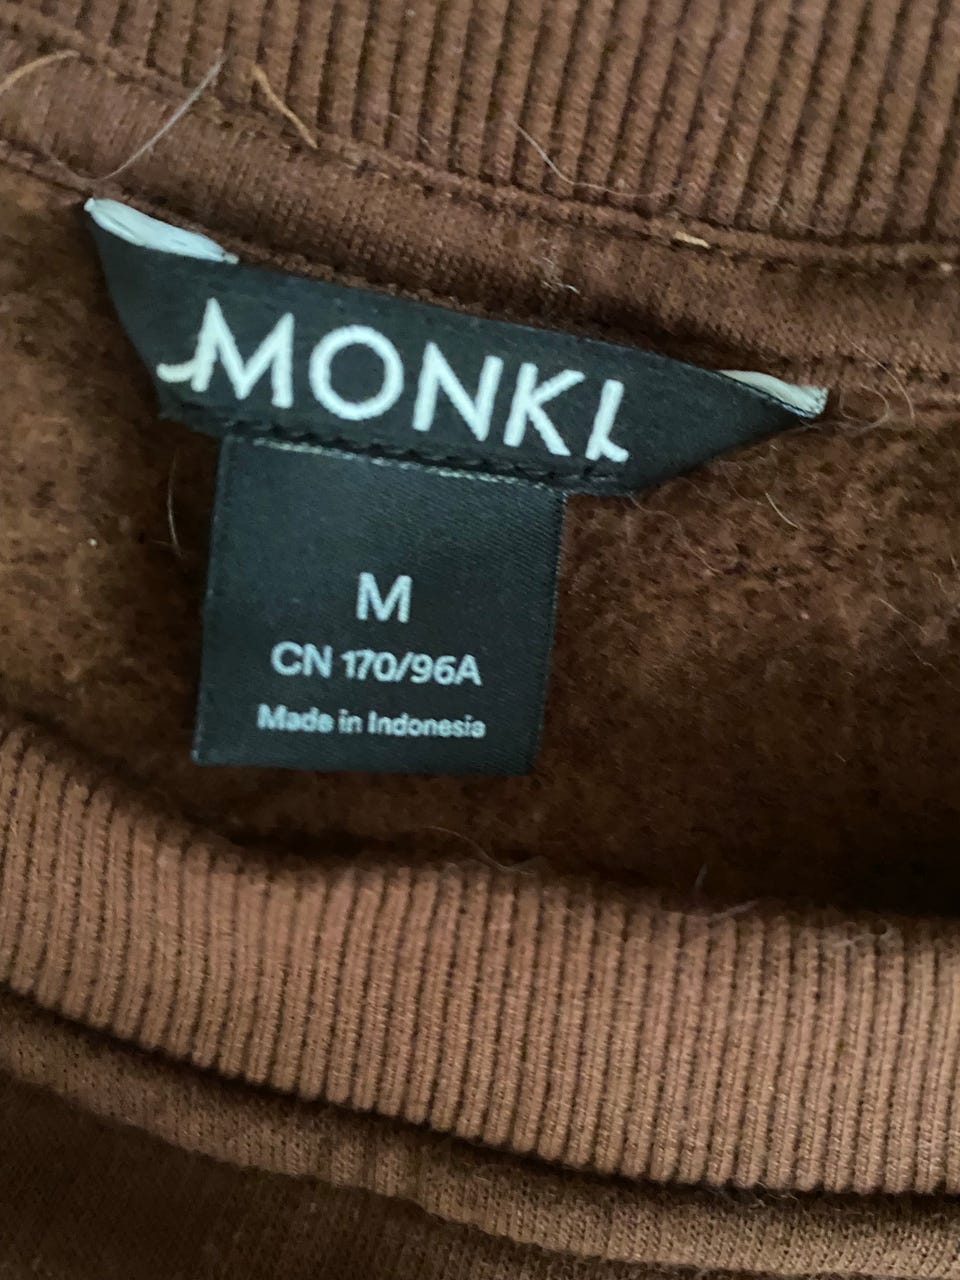 MONKI
M
CN 170/96A
Made in Indonesia